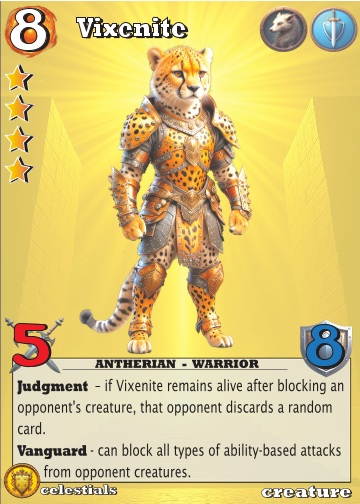 8 Vixenite
5
8
ANTHERIAN - WARRIOR
Judgment - if Vixenite remains alive after blocking an
opponent's creature, that opponent discards a random
card.
Vanguard - can block all types of ability-based attacks
from opponent creatures.
celestials creature